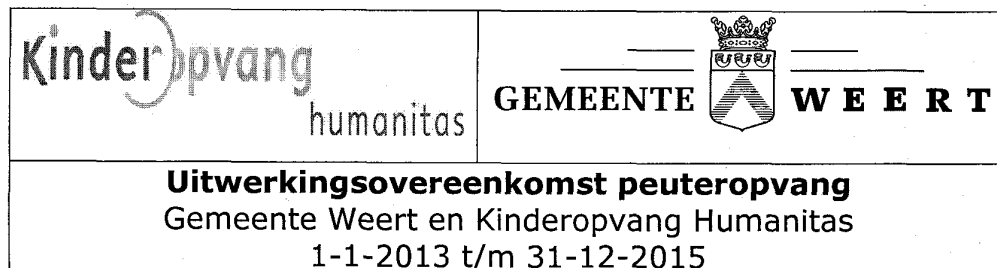 Kinderopvang
humanitas
GEMEENTE WEERT
Uitwerkingsovereenkomst peuteropvang
Gemeente Weert en Kinderopvang Humanitas
1-1-2013 t/m 31-12-2015